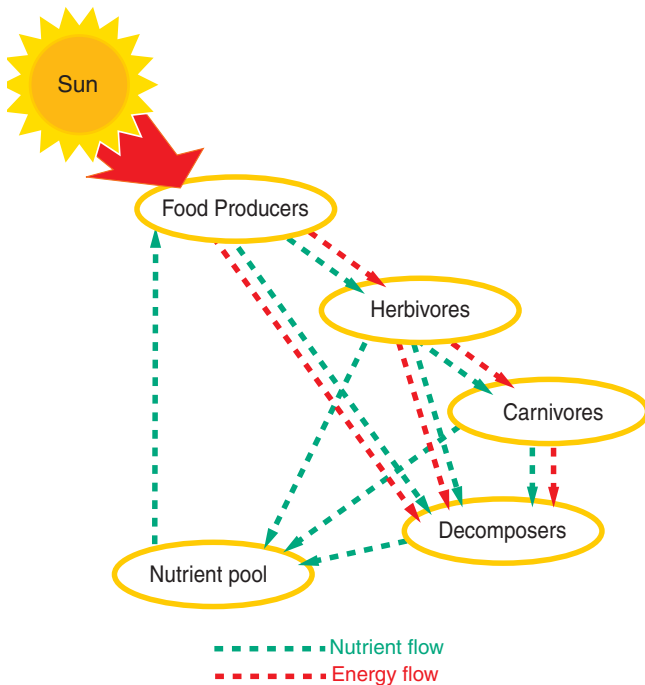 Sun
Food Producers
Herbivores
Carnivores
Decomposers
Nutrient pool
Nutrient flow
Energy flow